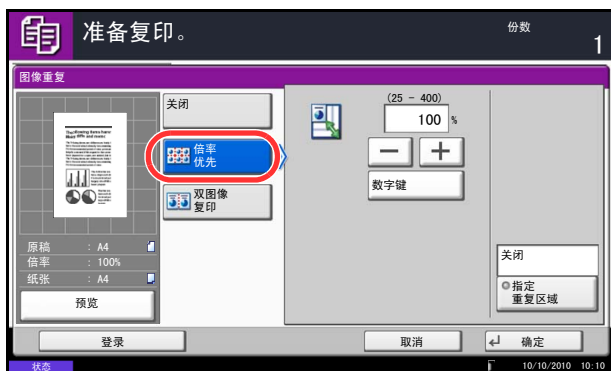 准备复印。
份数
1
图像重复
关闭
倍率
优先
双图像
复印
(25 - 400)
100 %
数字键
原稿 : A4
倍率 : 100%
纸张 : A4
预览
关闭
指定
重复区域
登录
取消
确定
状态
10/10/2010 10:10